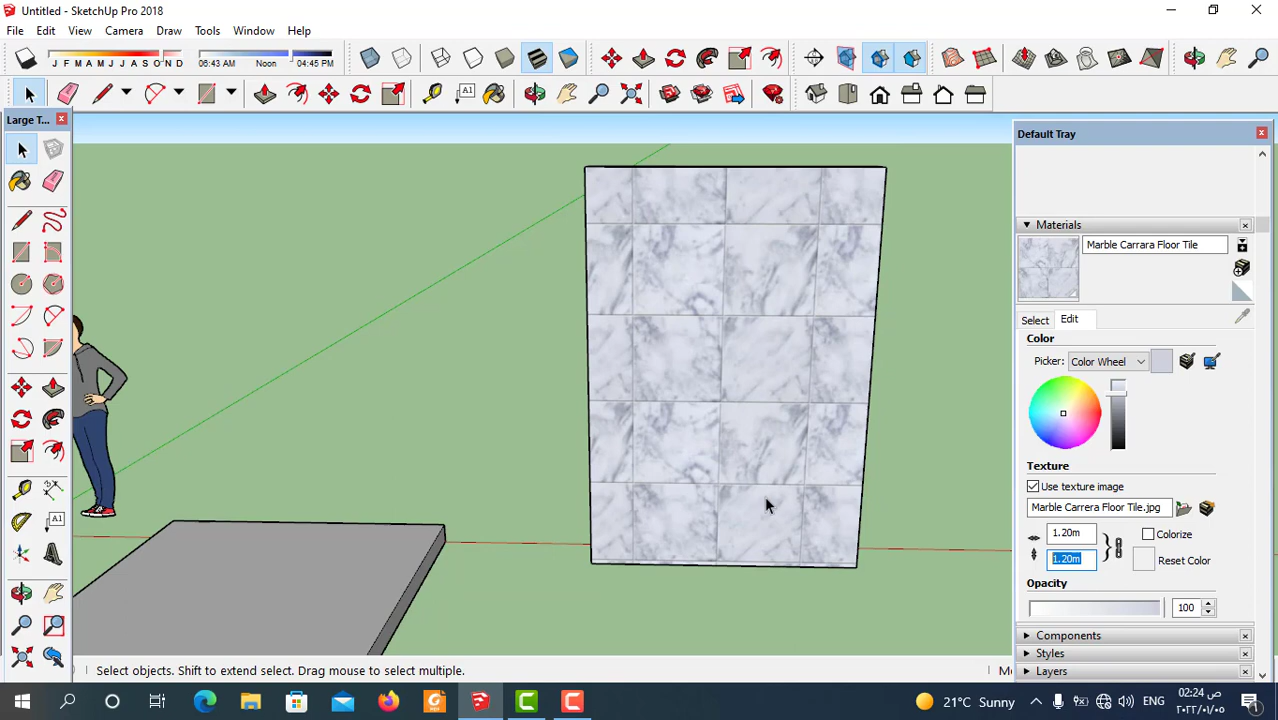 Untitled - SketchUp Pro 2018
File Edit View Camera Draw Tools Window Help
J F M A M J J A S O N D
06:43 AM Noon 04:45 PM
Large T...
Default Tray
Materials
Marble Carrara Floor Tile
Select Edit
Color
Picker: Color Wheel
Texture
Use texture image
Marble Carrara Floor Tile.jpg
1.20m
Colorize
1.20m
Reset Color
Opacity
100
Components
Styles
Layers
Select objects. Shift to extend select. Drag mouse to select multiple.
21°C Sunny
ENG
02:24 ص
٢٠٢٢/٠١/٠٥